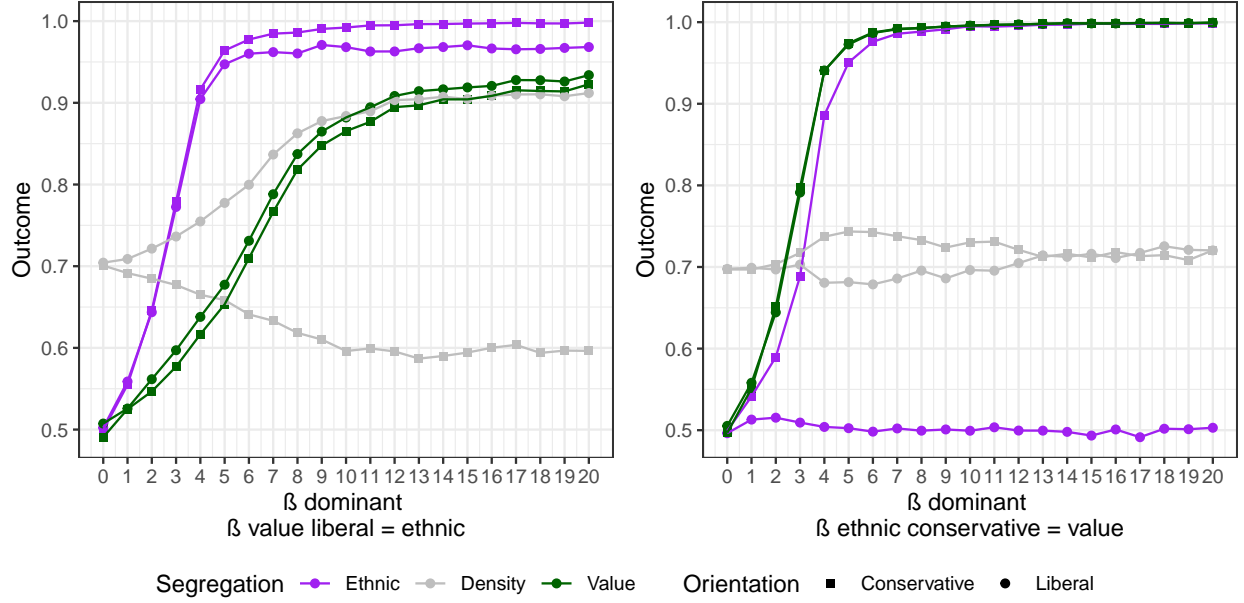 1.0
0.9
0.8
0.7
0.6
0.5
Outcome
0 1 2 3 4 5 6 7 8 9 10 11 12 13 14 15 16 17 18 19 20
ß dominant
ß value liberal = ethnic
1.0
0.9
0.8
0.7
0.6
0.5
Outcome
0 1 2 3 4 5 6 7 8 9 10 11 12 13 14 15 16 17 18 19 20
ß dominant
ß ethnic conservative = value
Segregation Ethnic Density Value Orientation Conservative Liberal